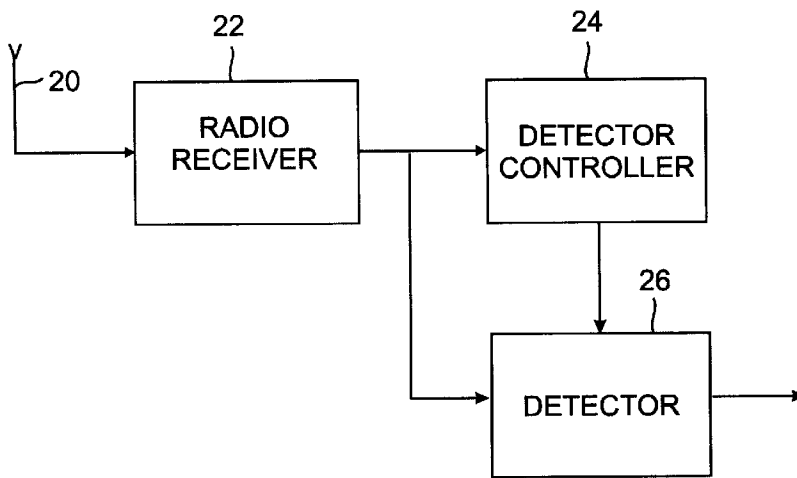 22
24
20
RADIO
RECEIVER
DETECTOR
CONTROLLER
26
DETECTOR